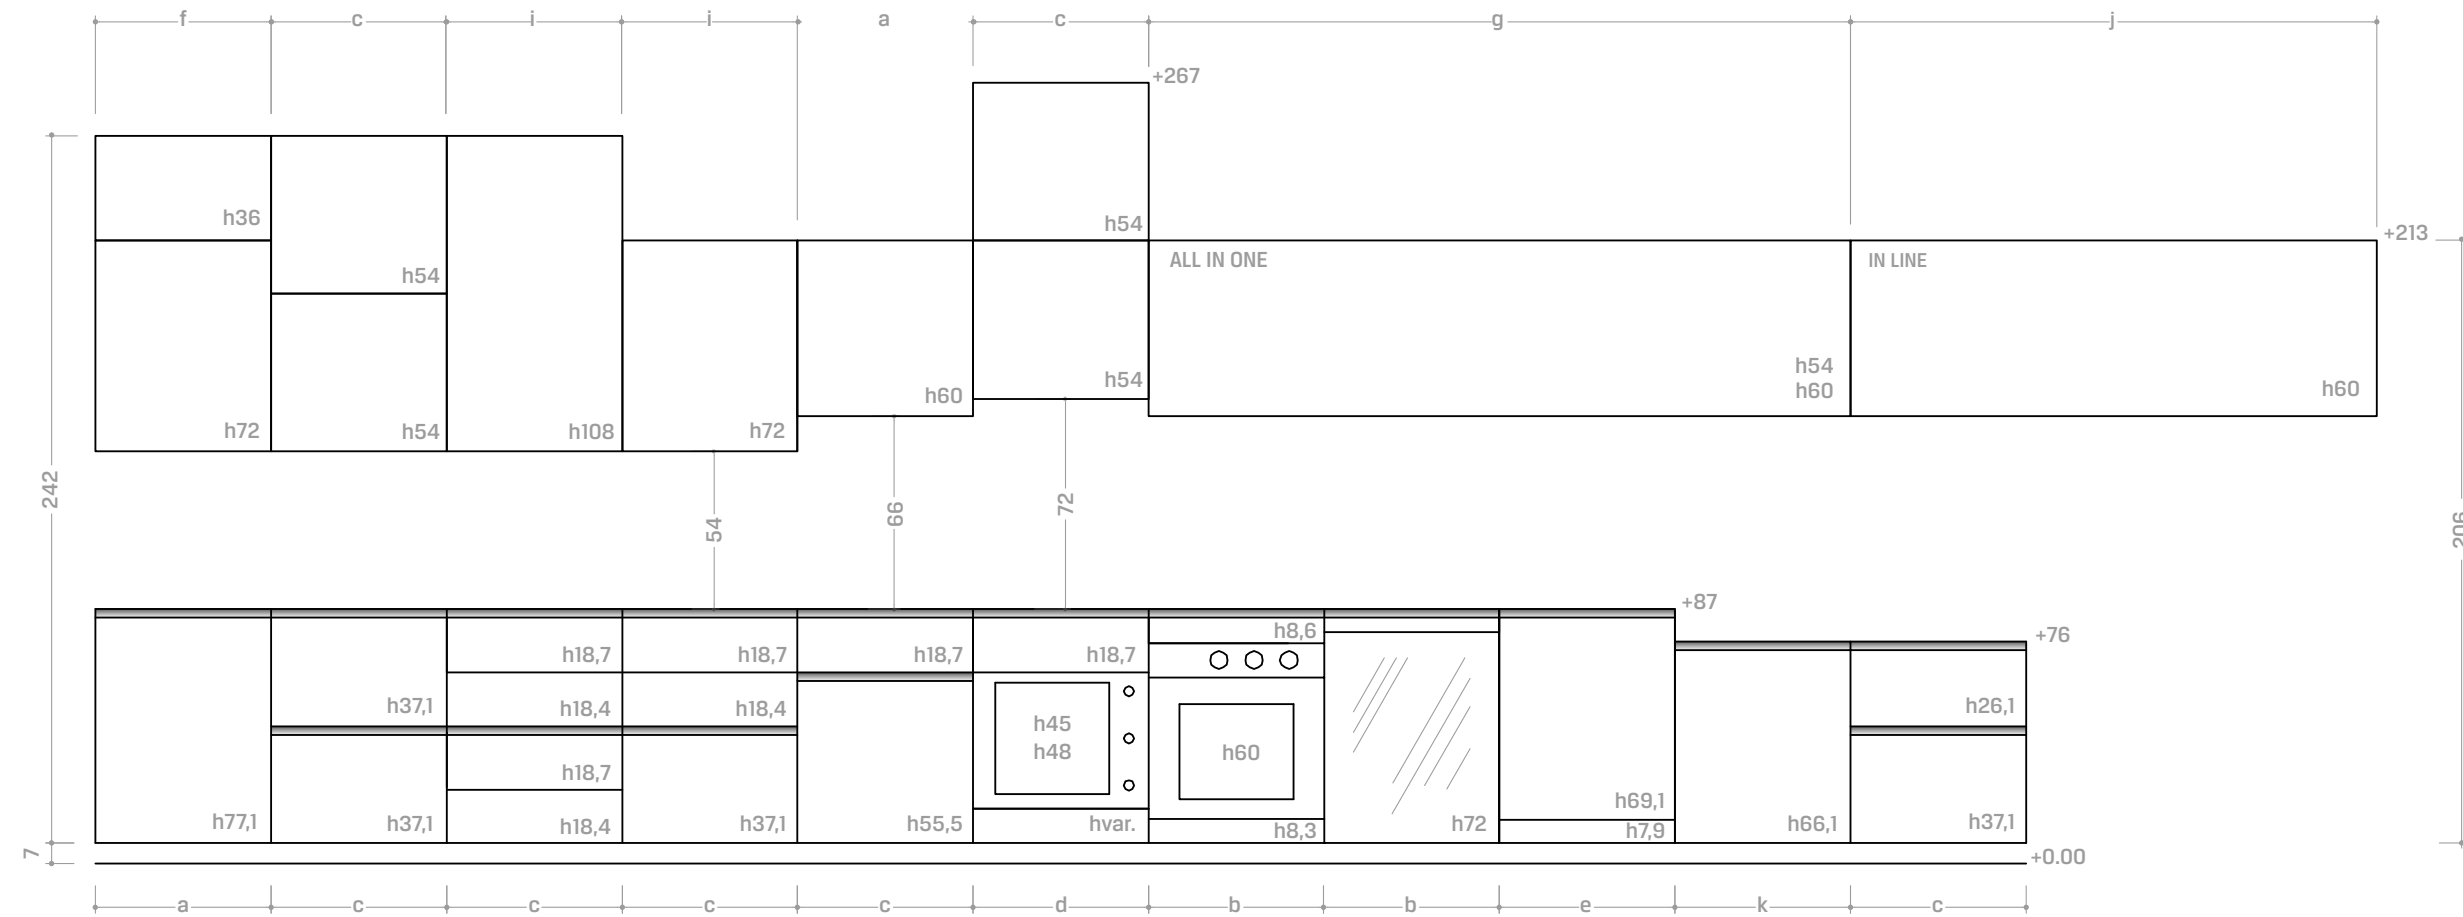 f c i i a c g j
+267
h36
h54
+213
ALL IN ONE
IN LINE
h54
h54
h54
h60
h60
h60
h72
h54
h108
h72
242
54
66
72
206
+87
h8,6
+76
h18,7
h18,7
h18,7
h18,7
h37,1
h18,4
h18,4
h26,1
h45
h48
h60
h18,7
h69,1
h77,1
h37,1
h18,4
h37,1
h55,5
hvar.
h8,3
h72
h7,9
h66,1
h37,1
7
+0.00
a c c c c d b b e k c